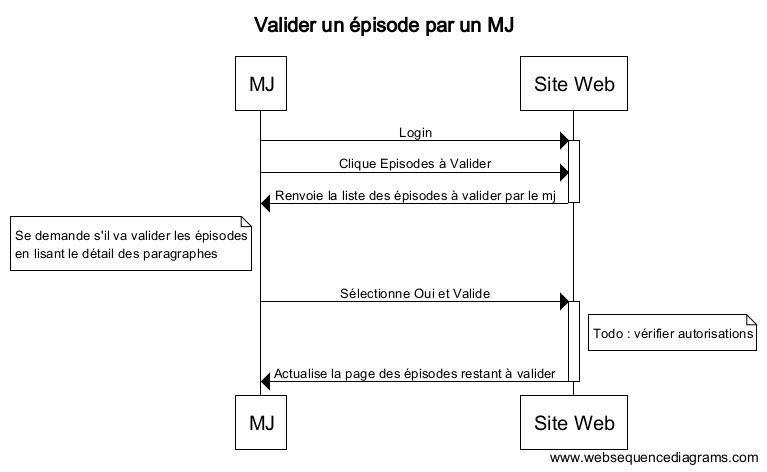 Valider un épisode par un MJ
MJ
Site Web
Login
Clique Episodes à Valider
Renvoie la liste des épisodes à valider par le mj
Se demande s'il va valider les épisodes
en lisant le détail des paragraphes
Sélectionne Oui et Valide
Todo : vérifier autorisations
Actualise la page des épisodes restant à valider
MJ
Site Web
www.websequencediagrams.com